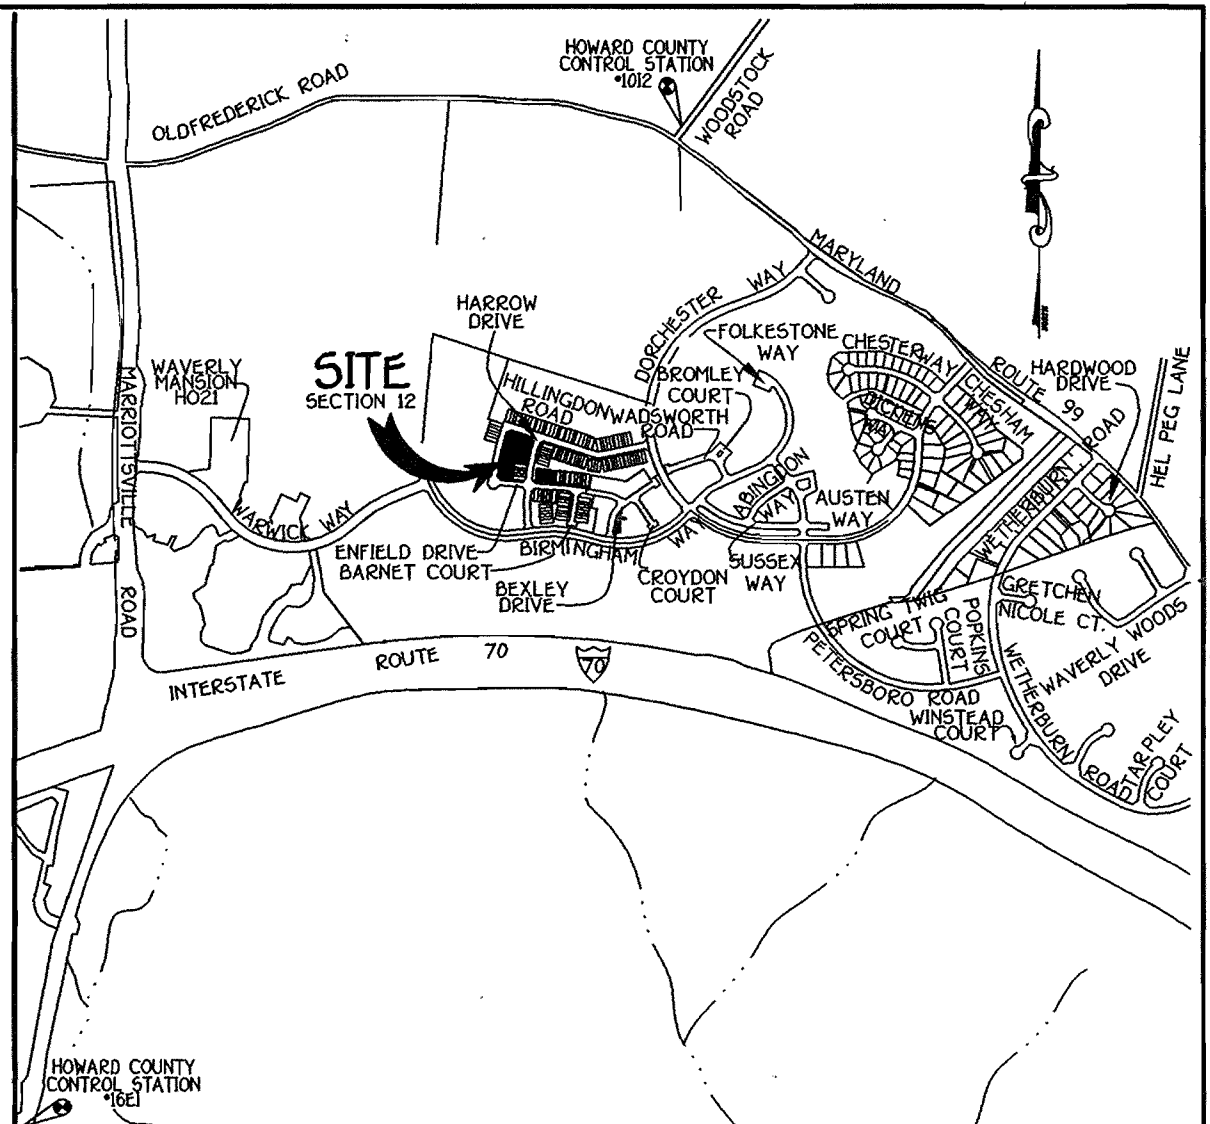 HOWARD COUNTY
CONTROL STATION
*1012
WOODSTOCK
ROAD
OLDFREDERICK ROAD
MARYLAND
ROUTE 99
DORCHESTER WAY
HARROW
DRIVE
FOLKESTONE
WAY
CHESTERWAY
HARDWOOD
DRIVE
HEL PEG LANE
WAVERLY
MANSION
HO21
SITE
SECTION 12
HILLINGDON
ROAD
BROMLEY
COURT
WADSWORTH
ROAD
CHESHAM
WAY
DICKENS
WAY
MARRIOTSVILLE ROAD
WARWICK WAY
ABINGDON
WAY
AUSTEN
WAY
WETHERBURN ROAD
ENFIELD DRIVE
BARNET COURT
BIRMINGHAM WAY
BEXLEY
DRIVE
CROYDON
COURT
SUSSEX
WAY
GRETCHEN
NICOLE CT.
SPRING TWIG
COURT
POPKINS
COURT
WAVERLY WOODS
DRIVE
PETERSBORO ROAD
WINSTEAD
COURT
WETHERBURN ROAD
TARPLEY
COURT
INTERSTATE ROUTE 70
70
HOWARD COUNTY
CONTROL STATION
*16E1